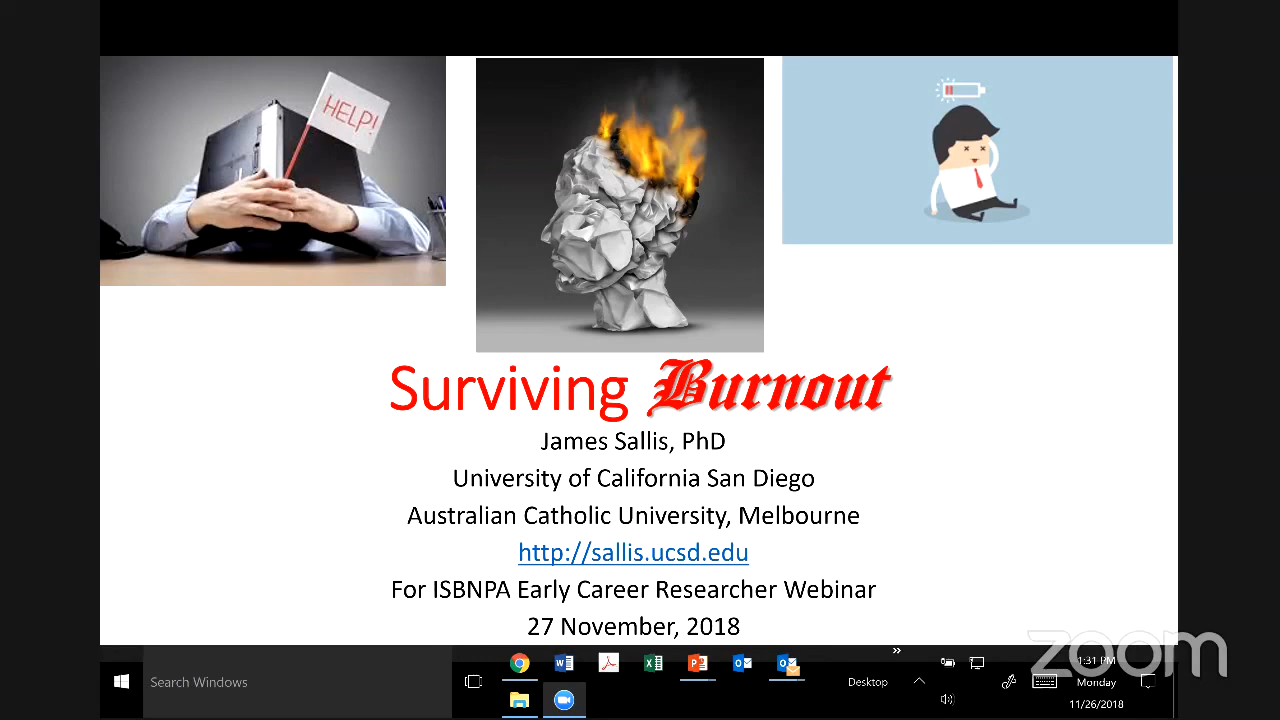 HELP!
Surviving Burnout
James Sallis, PhD
University of California San Diego
Australian Catholic University, Melbourne
http://sallis.ucsd.edu
For ISBNPA Early Career Researcher Webinar
27 November, 2018
zoom
Search Windows
Desktop
1:31 PM
Monday
11/26/2018